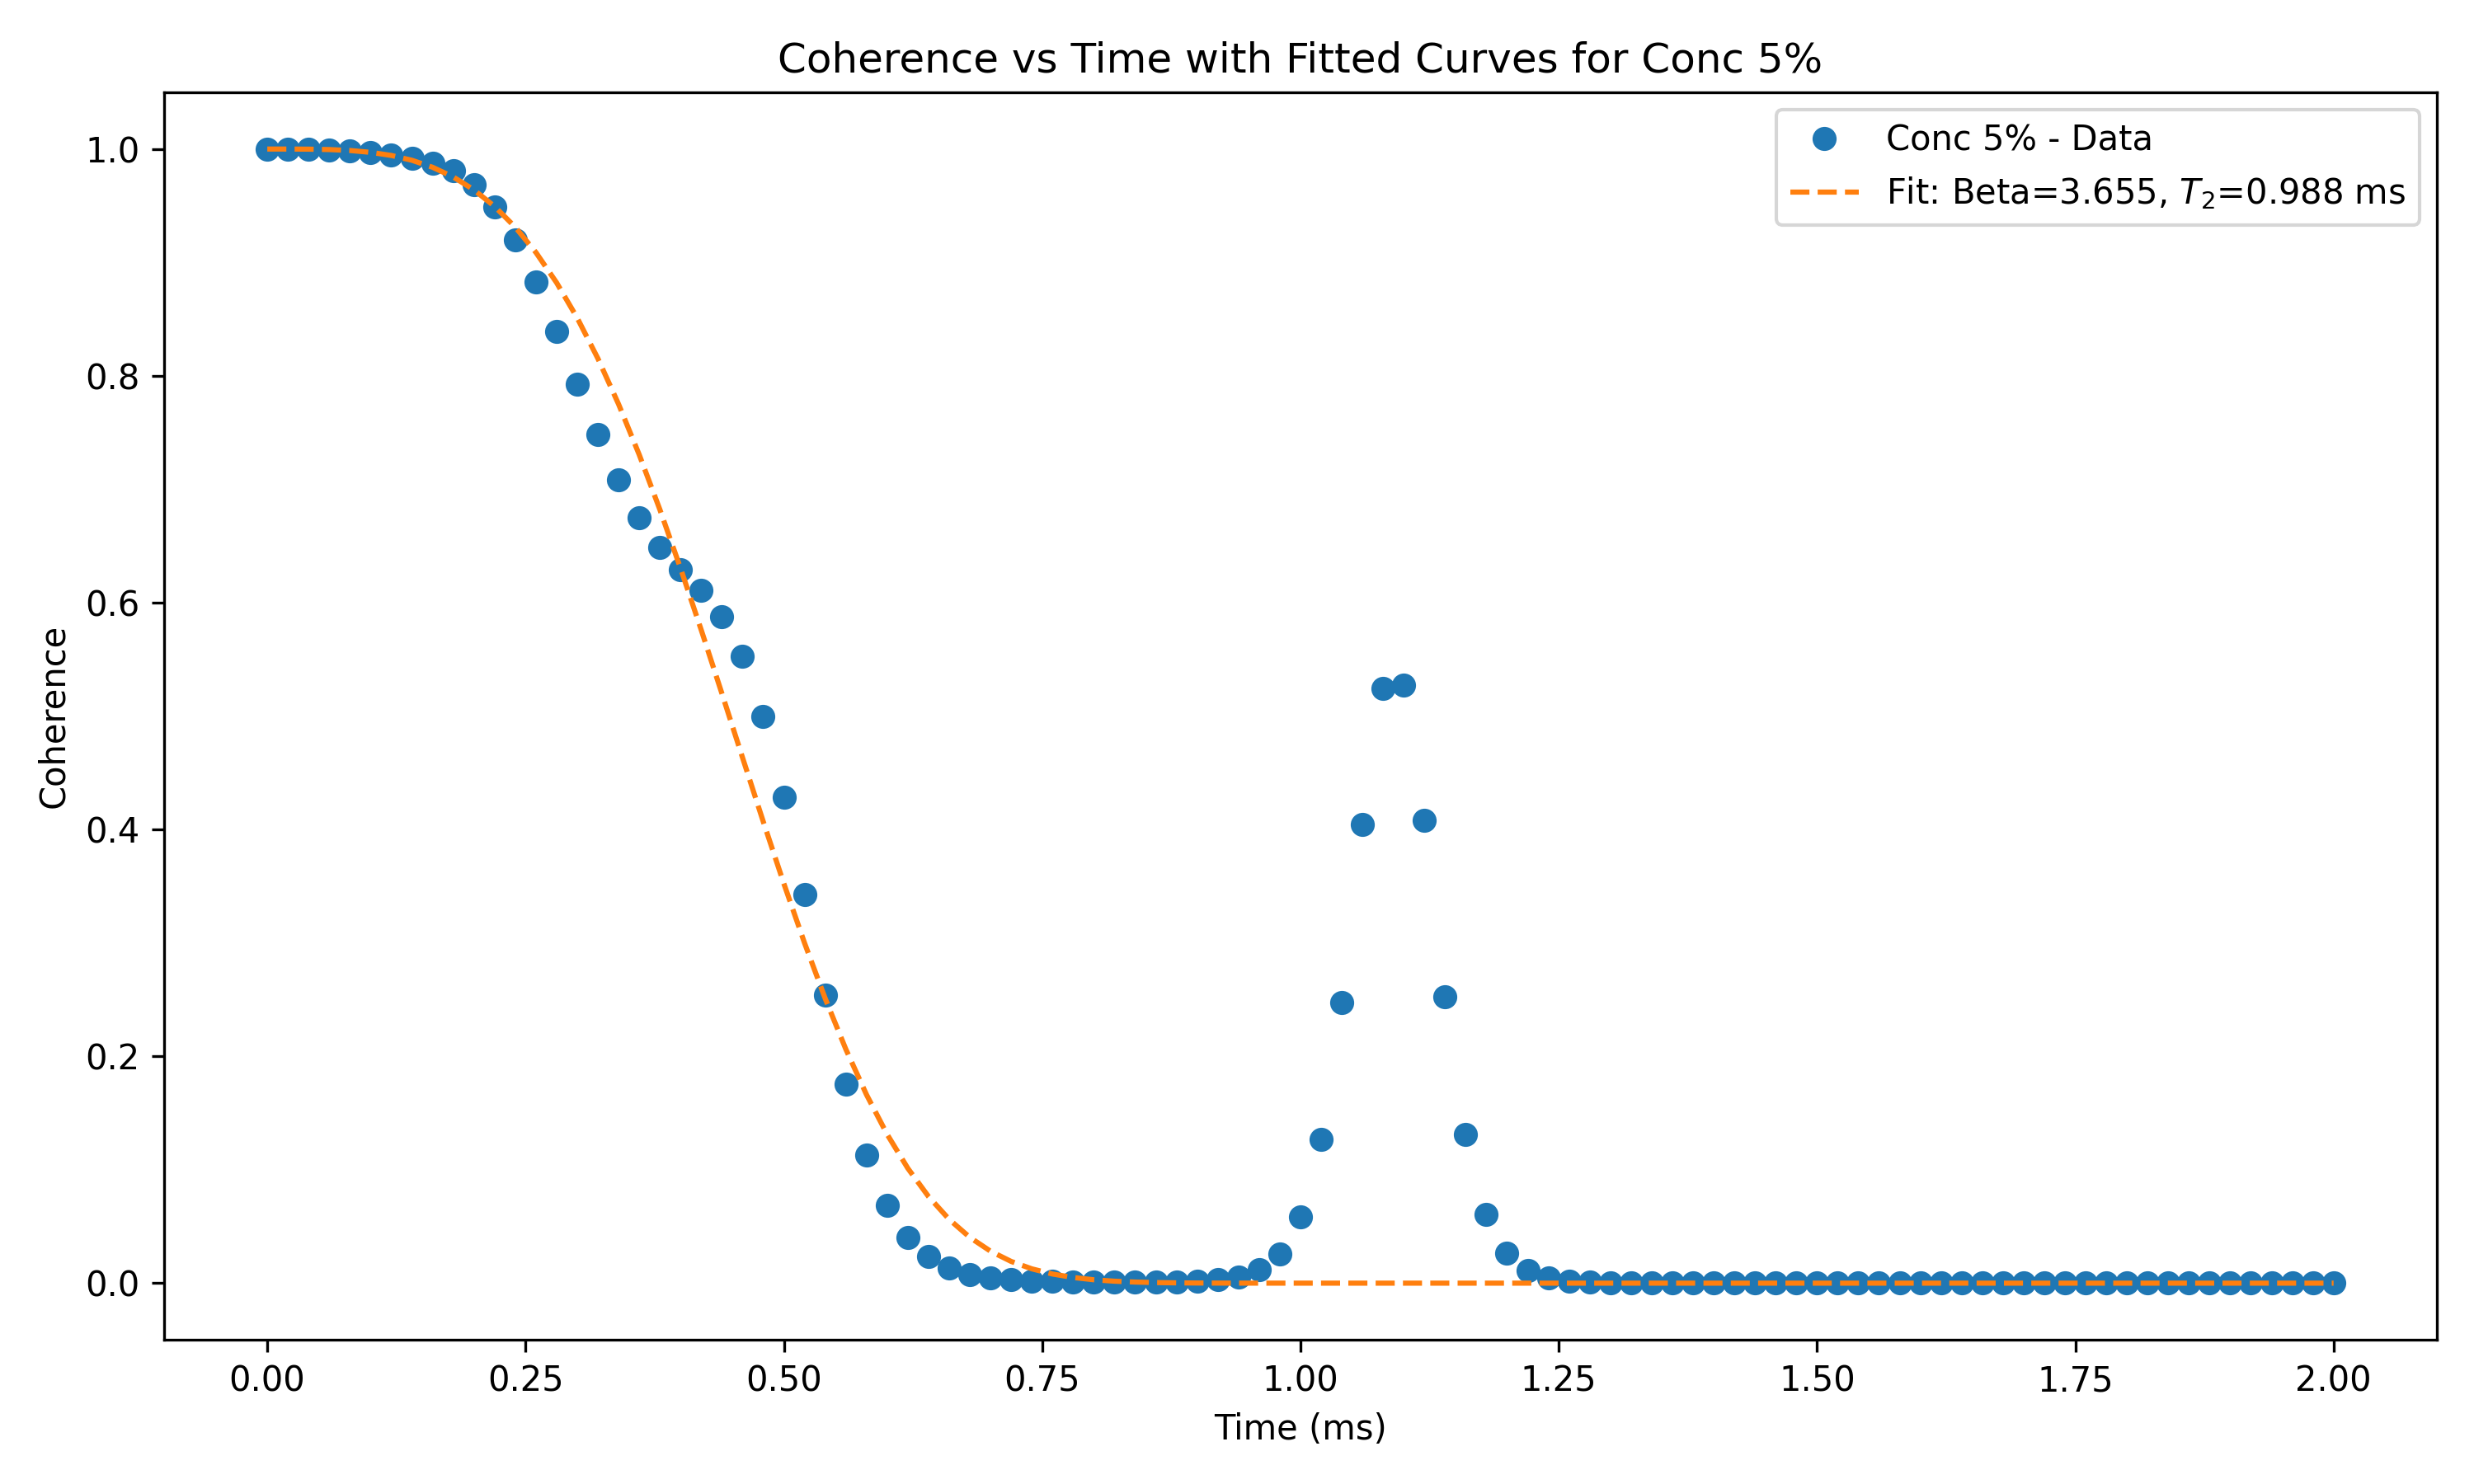 Coherence vs Time with Fitted Curves for Conc 5%
Conc 5% - Data
Fit: Beta=3.655, T₂=0.988 ms
1.0
0.8
0.6
0.4
0.2
0.0
Coherence
0.00 0.25 0.50 0.75 1.00 1.25 1.50 1.75 2.00
Time (ms)